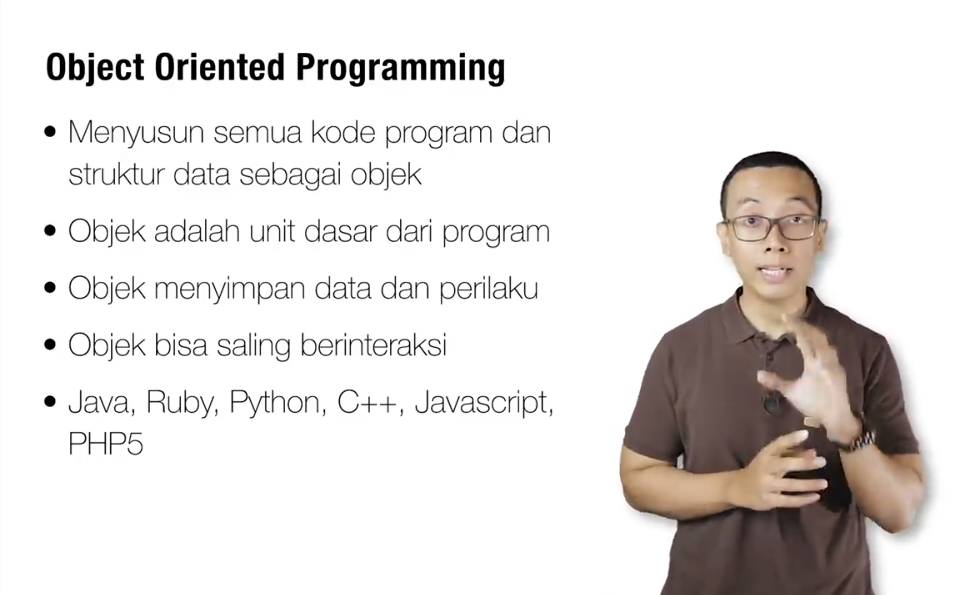 Object Oriented Programming
• Menyusun semua kode program dan
struktur data sebagai objek
• Objek adalah unit dasar dari program
• Objek menyimpan data dan perilaku
• Objek bisa saling berinteraksi
• Java, Ruby, Python, C++, Javascript,
PHP5